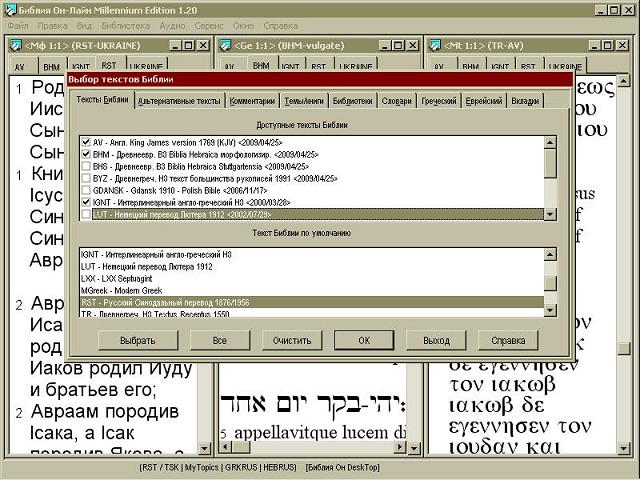 Библия Он-Лайн Millennium Edition 1.20
Файл Правка Вид Библиотека Аудио Сервис Окно Справка
<Мф 1:1> (RST-UKRAINE)
<Ge 1:1> (BHM-vulgate)
<Mt 1:1> (TR-AV)
AV BHM IGNT RST UKRAINE
AV BHM IGNT RST UKRAINE
AV BHM IGNT RST UKRAINE
Выбор текстов Библии
Тексты Библии Альтернативные тексты Комментарии Темы/книги Библиотеки Словари Греческий Еврейский Вкладки
Доступные тексты Библии
AV - Англ. King James version 1769 (KJV) <2009/04/25>
BHM - Древнеевр. ВЗ Biblia Hebraica морфологизир. <2009/04/25>
BHS - Древнеевр. ВЗ Biblia Hebraica Stuttgartensia <2009/04/25>
BYZ - Древнегреч. НЗ текст большинства рукописей 1991 <2009/04/25>
GDANSK - Gdansk 1910 - Polish Bible <2006/11/17>
IGNT - Интерлинеарный англо-греческий НЗ <2000/03/28>
LUT - Немецкий перевод Лютера 1912 <2002/07/29>
Текст Библии по умолчанию
IGNT - Интерлинеарный англо-греческий НЗ
LUT - Немецкий перевод Лютера 1912
LXX - LXX Septuagint
MGreek - Modern Greek
RST - Русский Синодальный перевод 1876/1956
TR - Древнегреч. НЗ Textus Receptus 1550
Выбрать Все Очистить OK Выход Справка
1 Род
Иис
Сын
Сын
1 Кни
Ісус
Син
Син
Авр
2 Авр
Иса
род
Иаков родил Иуду
и братьев его;
2 Авраам породив
Ісака, а Ісак
породив Якова, а
יהי-בקר יום אחד׃
5 appellavitque lucem di
εως
ου
ιου
sus
f
f
δε εγεννησεν
τον ιακωβ
ιακωβ δε
εγεννησεν τον
ιουδαν και
[RST / TSK | MyTopics | GRKRUS | HEBRUS) [Библия Он DeskTop]